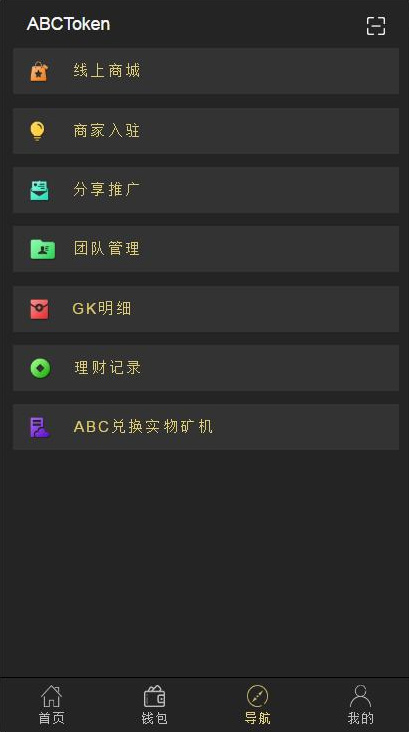 ABCToken
线上商城
商家入驻
分享推广
团队管理
GK明细
理财记录
ABC兑换实物矿机
首页 钱包 导航 我的